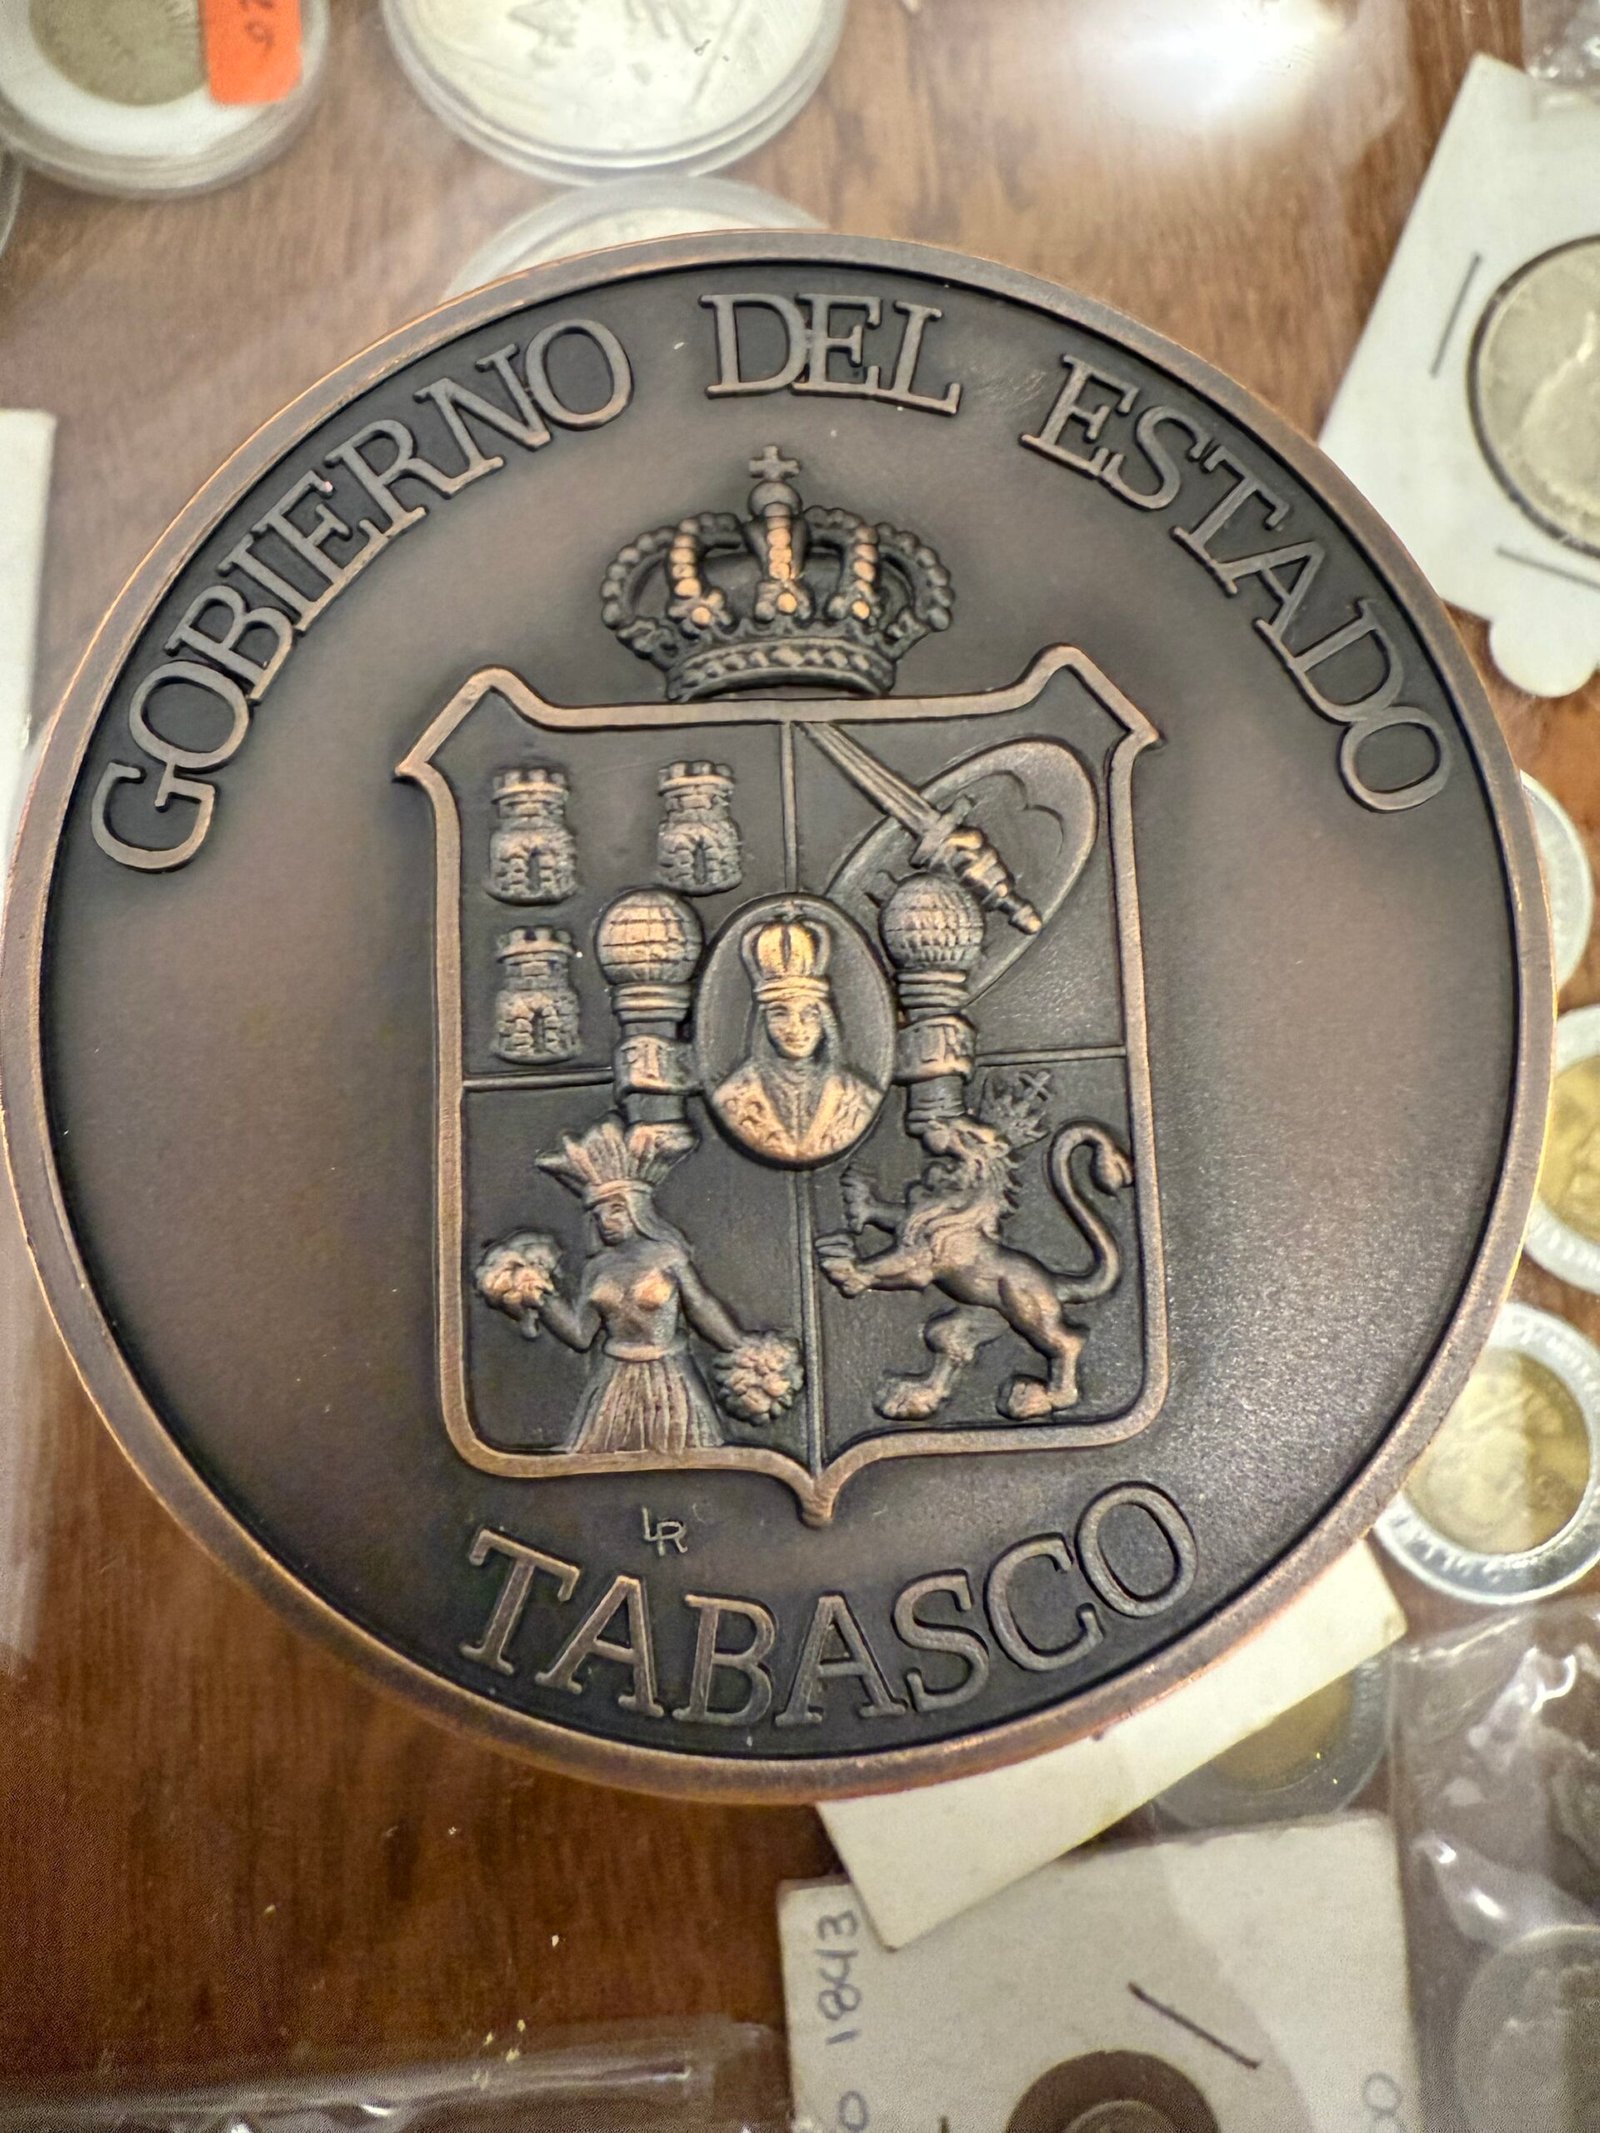 GOBIERNO DEL ESTADO
LR
TABASCO
1843